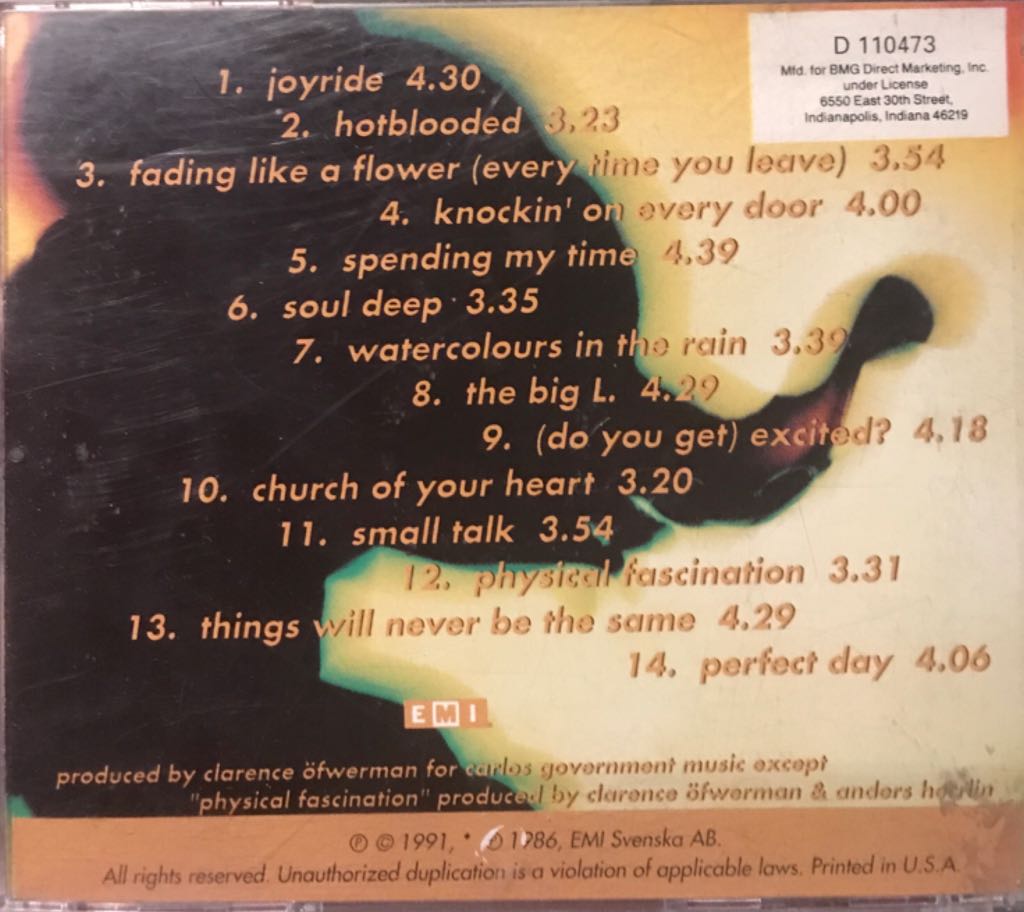 D 110473
Mfd. for BMG Direct Marketing, Inc.
under License
6550 East 30th Street,
Indianapolis, Indiana 46219
1. joyride 4.30
2. hotblooded 3.23
3. fading like a flower (every time you leave) 3.54
4. knockin' on every door 4.00
5. spending my time 4.39
6. soul deep * 3.35
7. watercolours in the rain 3.39
8. the big L. 4.29
9. (do you get) excited? 4.18
10. church of your heart 3.20
11. small talk 3.54
12. physical fascination 3.31
13. things will never be the same 4.29
14. perfect day 4.06
EMI
produced by clarence öfwerman for carlos government music except
"physical fascination" produced by clarence öfwerman & anders
℗ © 1991, * ℗ 1986, EMI Svenska AB.
All rights reserved. Unauthorized duplication is a violation of applicable laws. Printed in U.S.A.